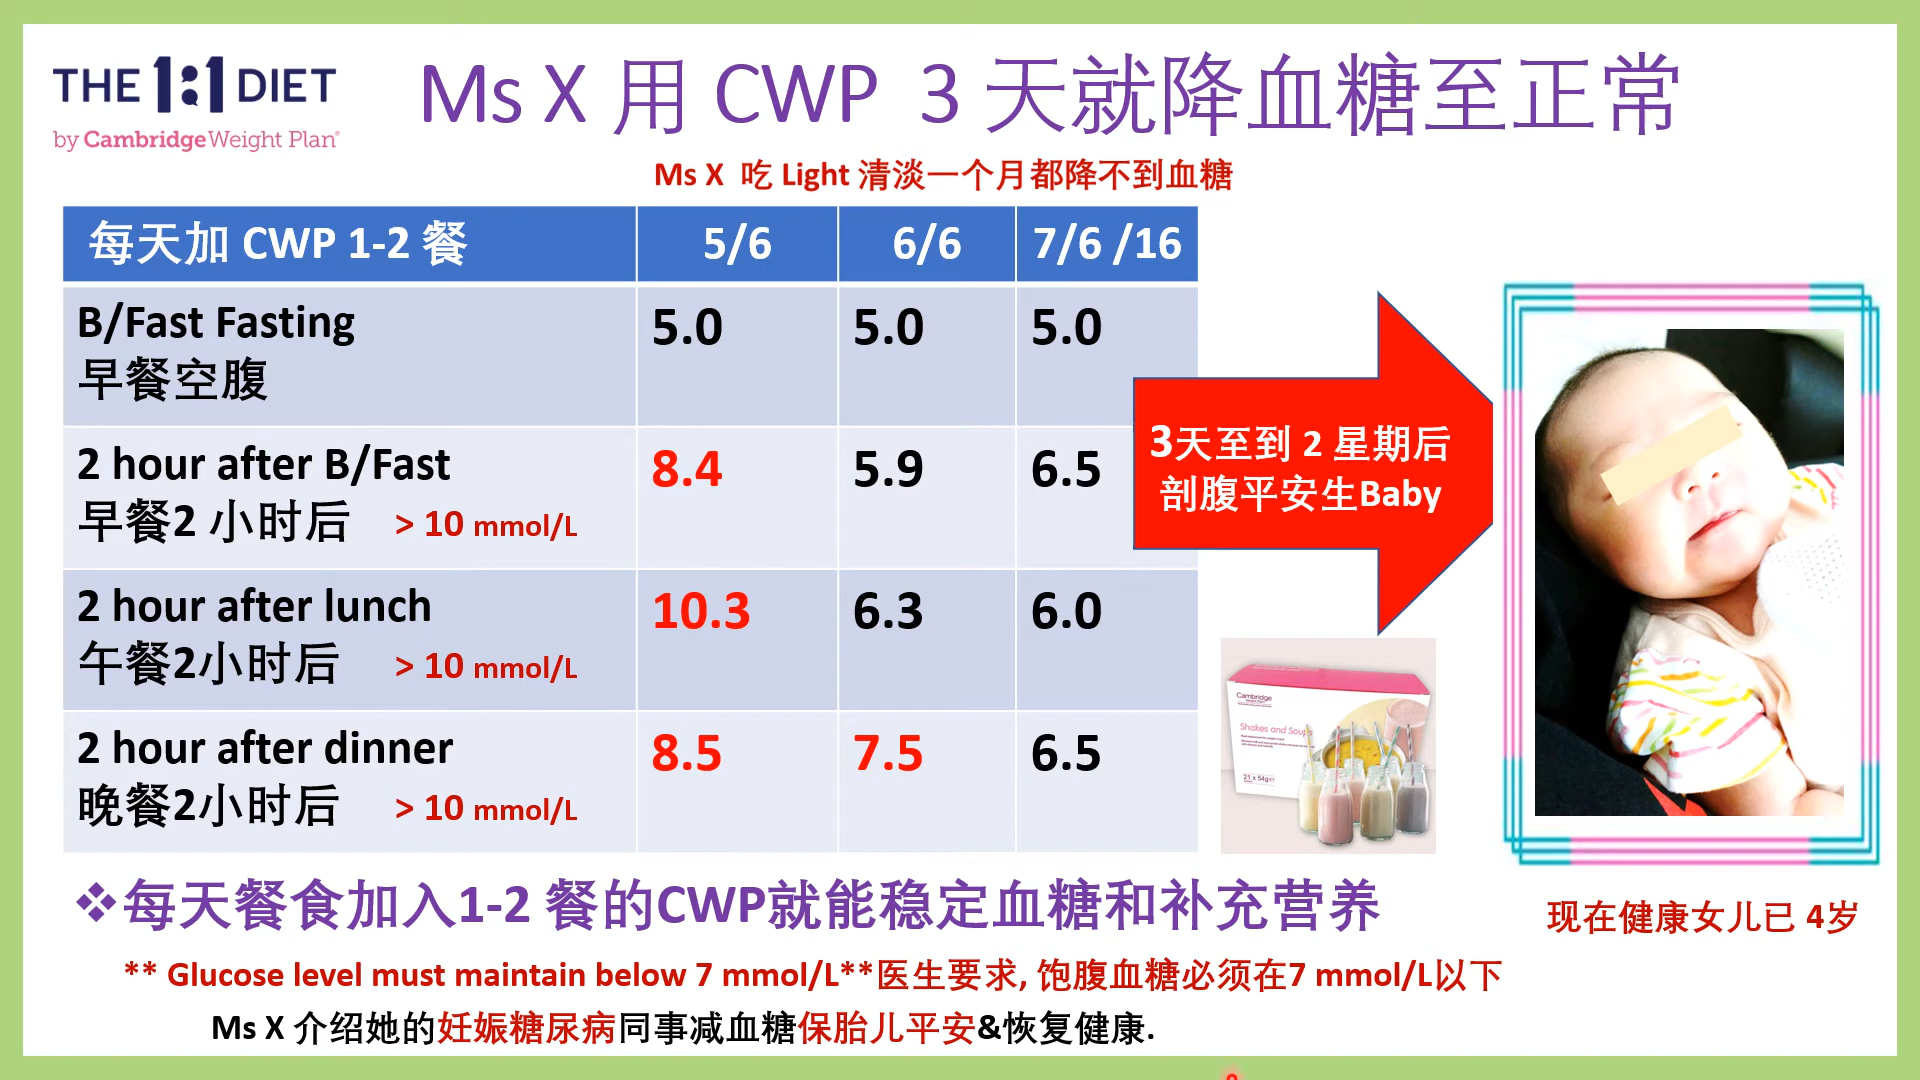 THE 1:1 DIET
by Cambridge Weight Plan
Ms X 用 CWP 3 天就降血糖至正常
Ms X 吃 Light 清淡一个月都降不到血糖
每天加 CWP 1-2 餐 5/6 6/6 7/6 /16
B/Fast Fasting 5.0 5.0 5.0
早餐空腹
2 hour after B/Fast 8.4 5.9 6.5
早餐2 小时后 > 10 mmol/L
2 hour after lunch 10.3 6.3 6.0
午餐2小时后 > 10 mmol/L
2 hour after dinner 8.5 7.5 6.5
晚餐2小时后 > 10 mmol/L
3天至到 2 星期后
剖腹平安生Baby
Cambridge
Weight Plan
Shakes and Soups
21 x 54g
❖每天餐食加入1-2 餐的CWP就能稳定血糖和补充营养
现在健康女儿已 4岁
** Glucose level must maintain below 7 mmol/L**医生要求, 饱腹血糖必须在7 mmol/L以下
Ms X 介绍她的妊娠糖尿病同事减血糖保胎儿平安&恢复健康.